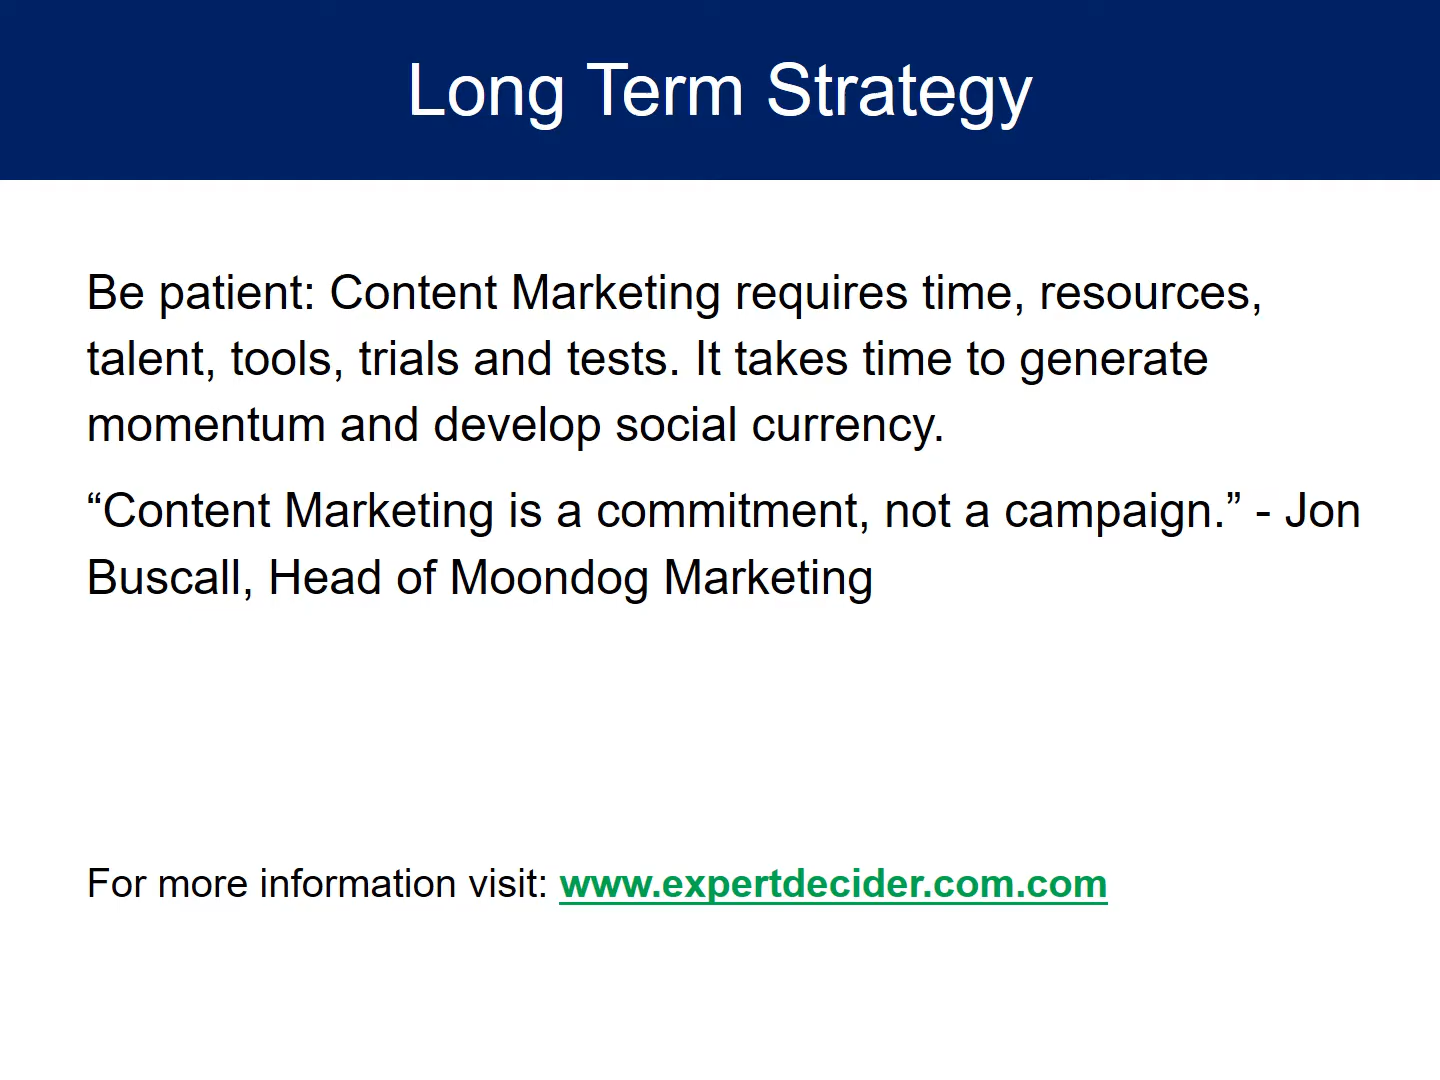 Long Term Strategy
Be patient: Content Marketing requires time, resources,
talent, tools, trials and tests. It takes time to generate
momentum and develop social currency.
“Content Marketing is a commitment, not a campaign.” - Jon
Buscall, Head of Moondog Marketing
For more information visit: www.expertdecider.com.com